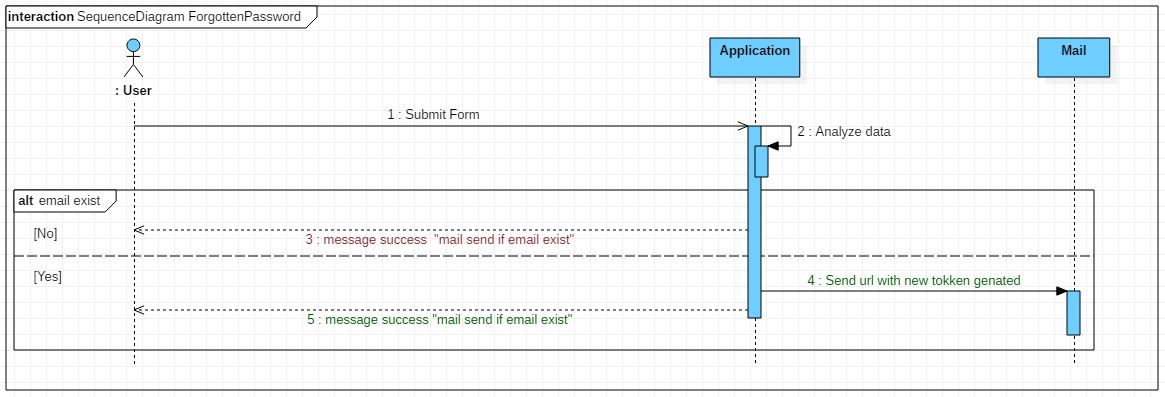 interaction SequenceDiagram ForgottenPassword
Application
Mail
: User
1 : Submit Form
2 : Analyze data
alt email exist
[No]
3 : message success "mail send if email exist"
[Yes]
4 : Send url with new tokken genated
5 : message success "mail send if email exist"